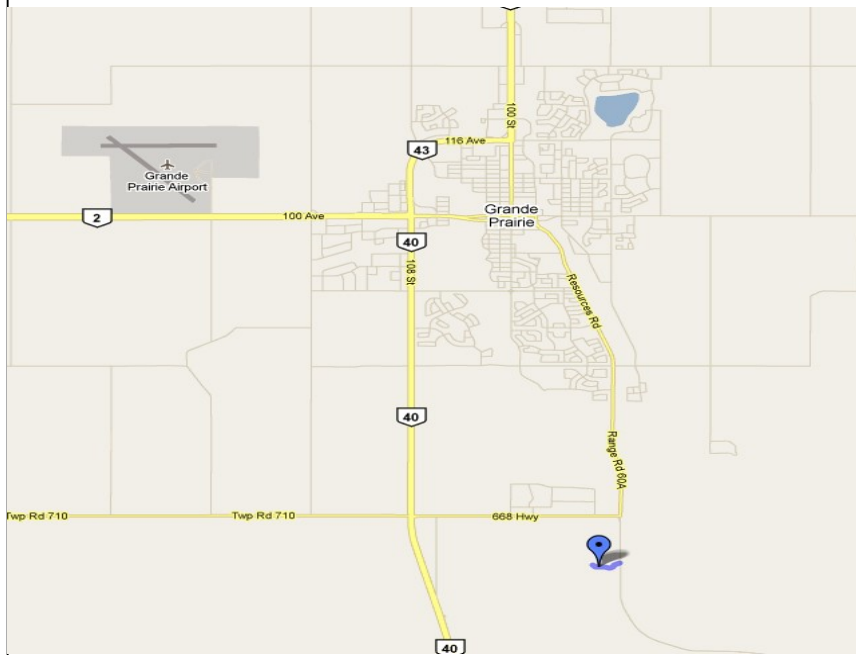 100 St
116 Ave
43
Grande
Prairie Airport
Grande
Prairie
2
100 Ave
40
108 St
Resources Rd
40
Range Rd 60A
Twp Rd 710
Twp Rd 710
668 Hwy
40